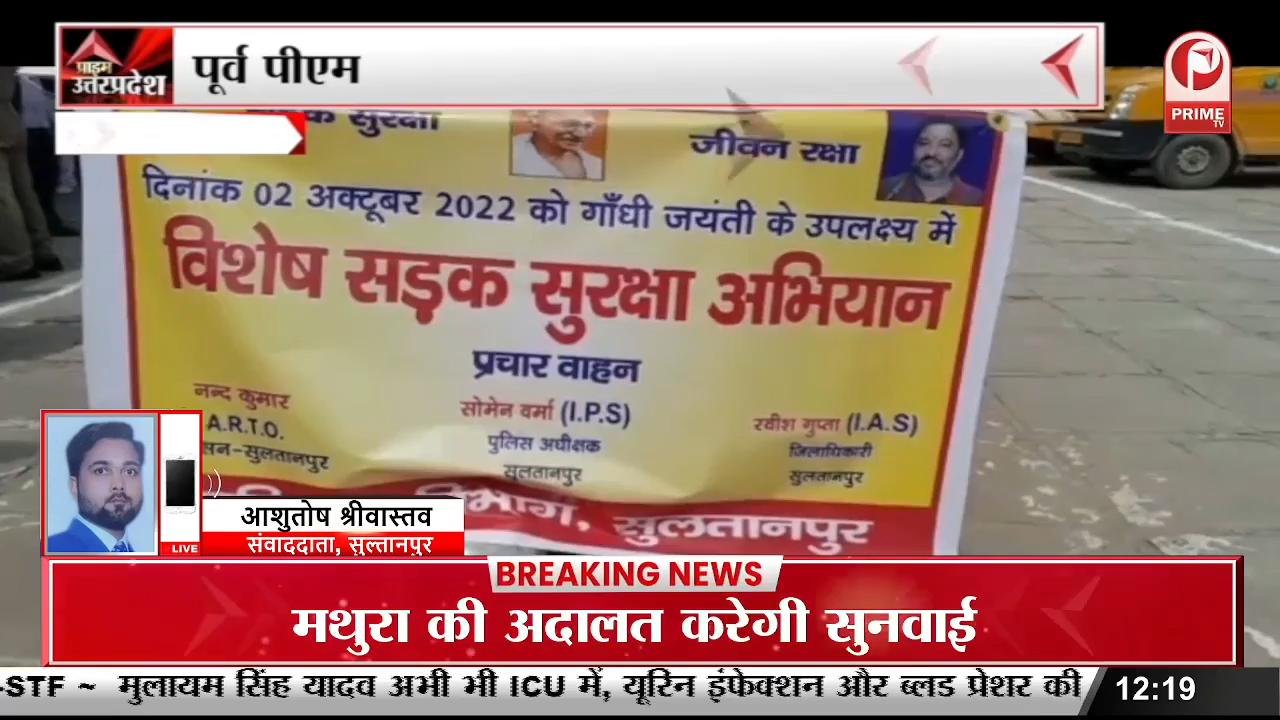 प्राइम
उत्तरप्रदेश
पूर्व पीएम
PRIME
TV
सुरक्षा
जीवन रक्षा
दिनांक 02 अक्टूबर 2022 को गाँधी जयंती के उपलक्ष्य में
विशेष सड़क सुरक्षा अभियान
प्रचार वाहन
नन्द कुमार
A.R.T.O.
सुलतानपुर
सोमेन वर्मा (I.P.S)
पुलिस अधीक्षक
सुलतानपुर
रवीश गुप्ता (I.A.S)
जिलाधिकारी
सुलतानपुर
सुलतानपुर
LIVE
आशुतोष श्रीवास्तव
संवाददाता, सुल्तानपुर
BREAKING NEWS
मथुरा की अदालत करेगी सुनवाई
-STF ~ मुलायम सिंह यादव अभी भी ICU में, यूरिन इंफेक्शन और ब्लड प्रेशर की
12:19